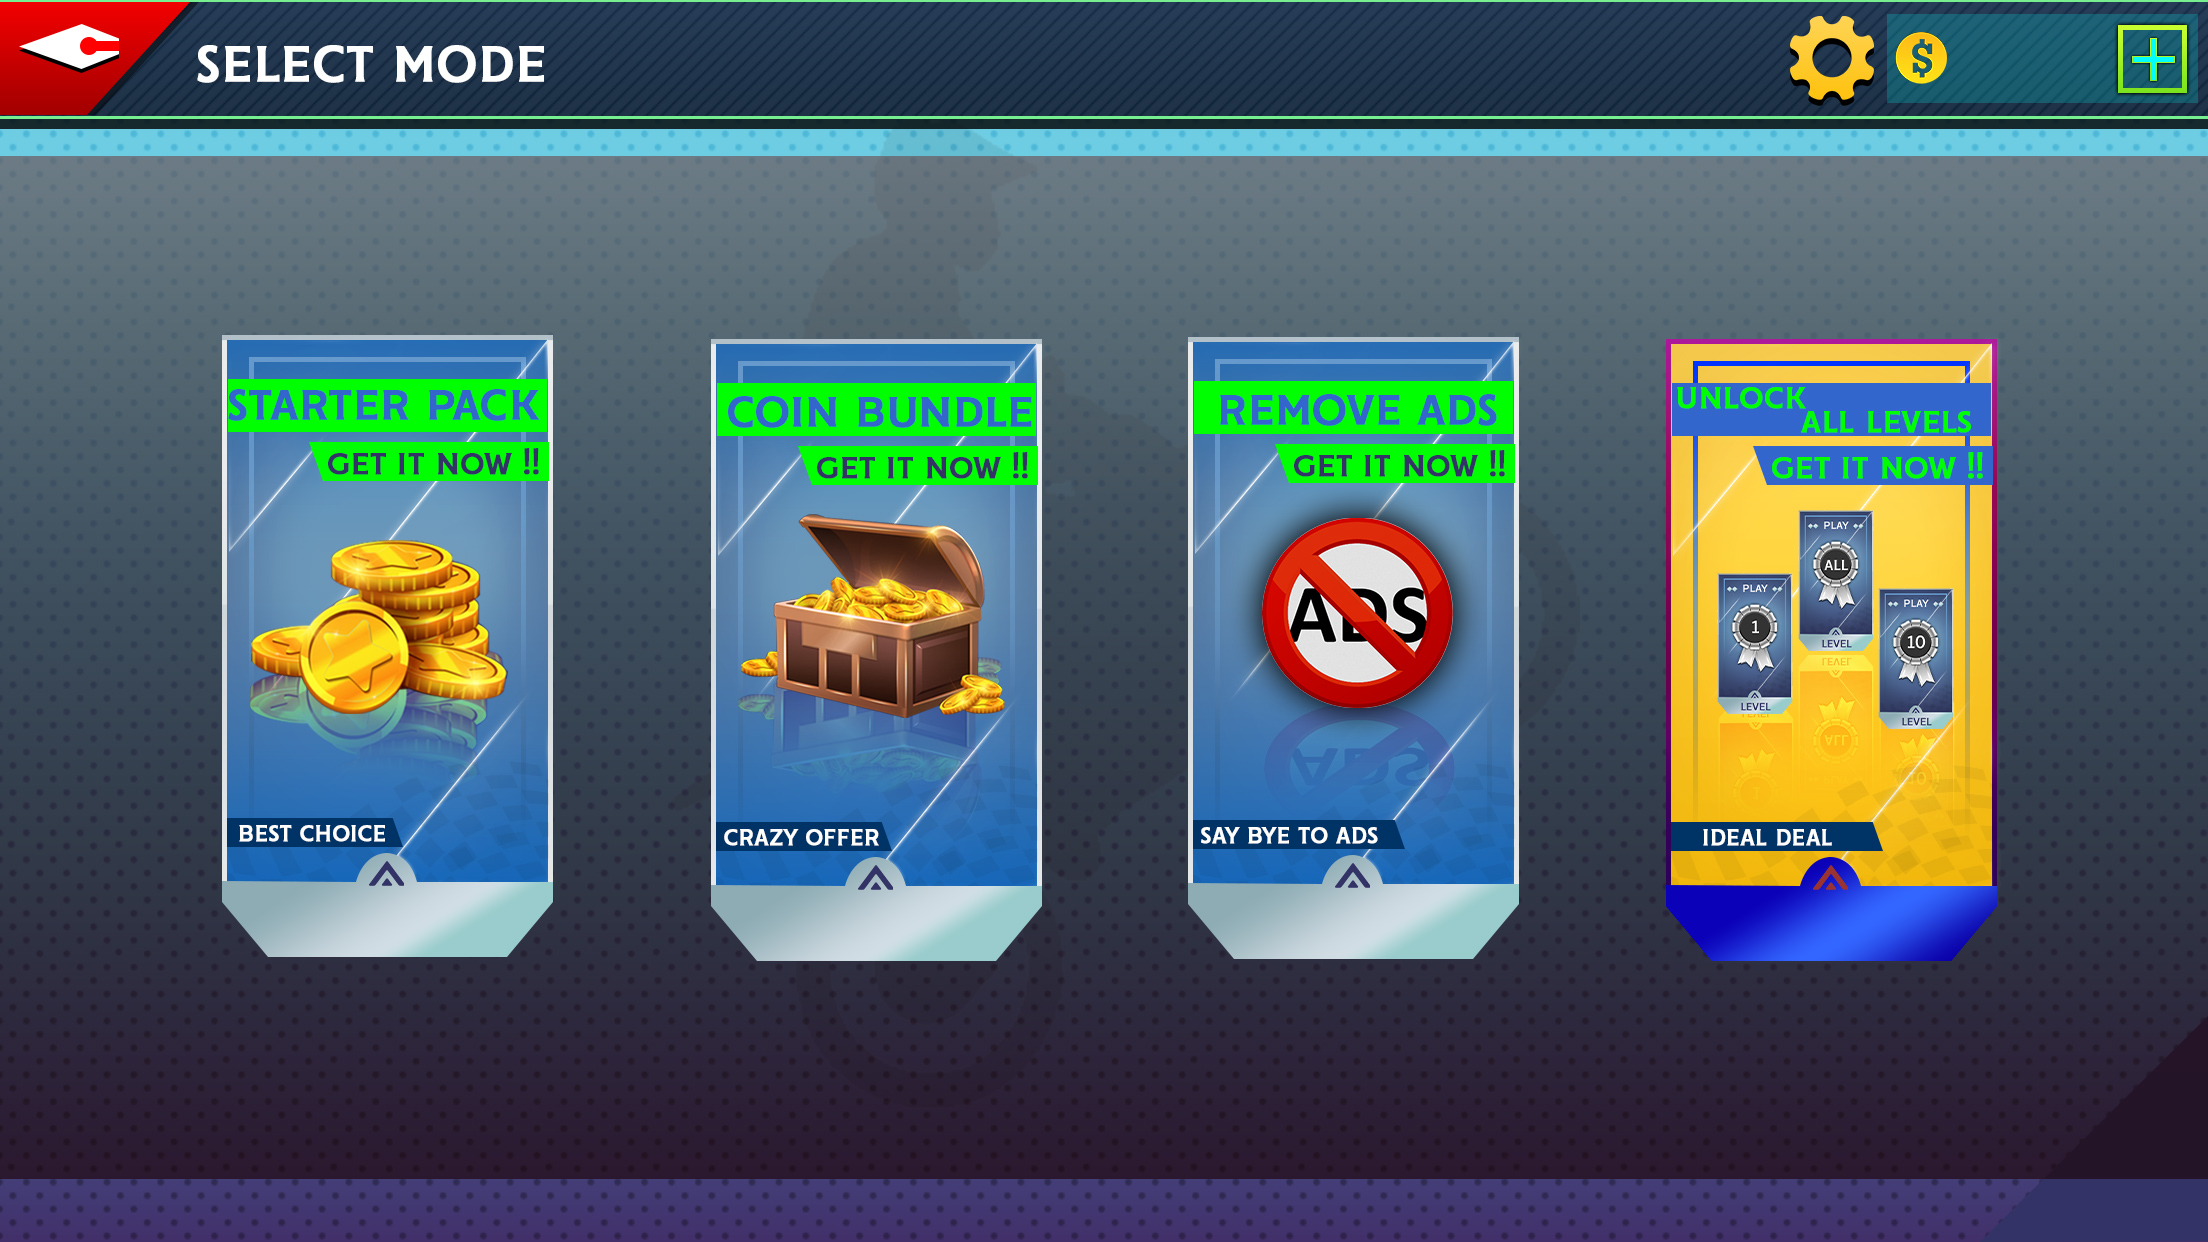 SELECT MODE
$
STARTER PACK
GET IT NOW !!
BEST CHOICE
COIN BUNDLE
GET IT NOW !!
CRAZY OFFER
REMOVE ADS
GET IT NOW !!
ADS
SAY BYE TO ADS
UNLOCK
ALL LEVELS
GET IT NOW !!
PLAY
ALL
LEVEL
PLAY
1
LEVEL
PLAY
10
LEVEL
IDEAL DEAL